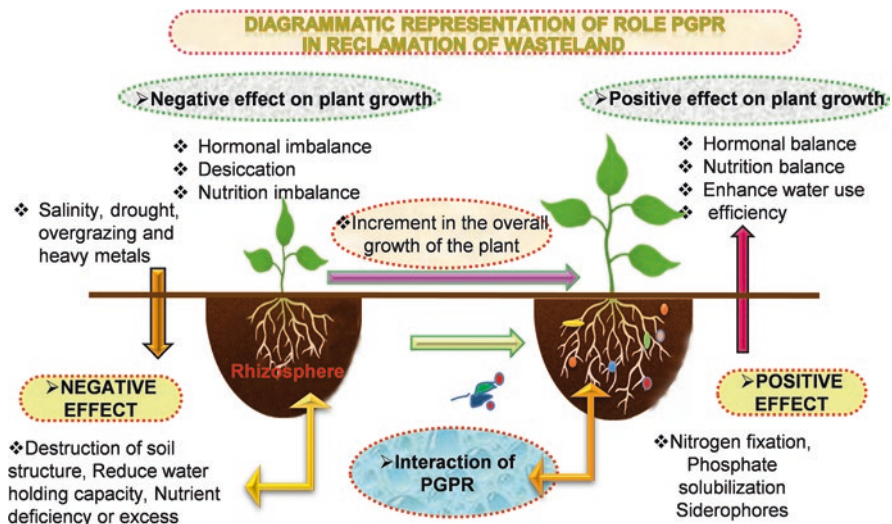 DIAGRAMMATIC REPRESENTATION OF ROLE PGPR
IN RECLAMATION OF WASTELAND
➢Negative effect on plant growth
❖ Hormonal imbalance
❖ Desiccation
❖ Nutrition imbalance
➢Positive effect on plant growth
❖ Hormonal balance
❖ Nutrition balance
❖ Enhance water use
❖ efficiency
❖ Salinity, drought,
overgrazing and
heavy metals
❖Increment in the overall
growth of the plant
Rhizosphere
➢NEGATIVE
EFFECT
❖Destruction of soil
structure, Reduce water
holding capacity, Nutrient
deficiency or excess
➢Interaction of
PGPR
➢POSITIVE
EFFECT
❖Nitrogen fixation,
Phosphate
solubilization
Siderophores